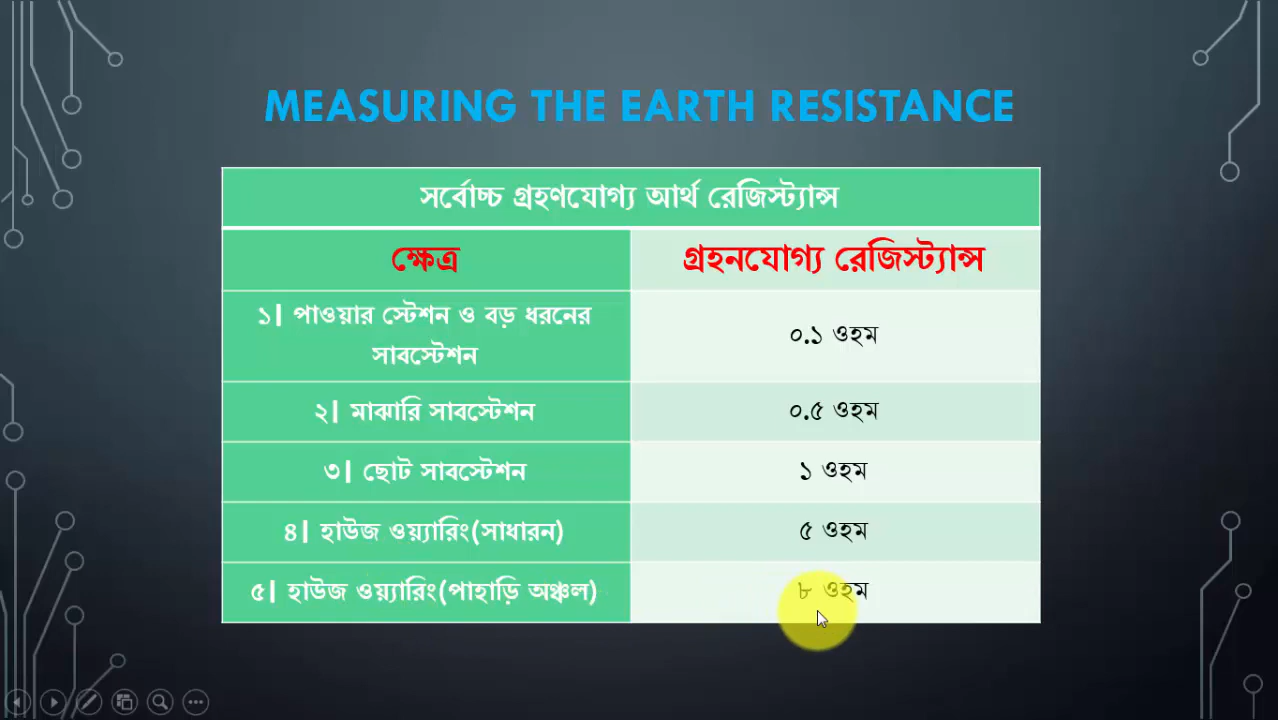 MEASURING THE EARTH RESISTANCE
সর্বোচ্চ গ্রহণযোগ্য আর্থ রেজিস্ট্যান্স
ক্ষেত্র
গ্রহনযোগ্য রেজিস্ট্যান্স
১| পাওয়ার স্টেশন ও বড় ধরনের
সাবস্টেশন
০.১ ওহম
২| মাঝারি সাবস্টেশন
০.৫ ওহম
৩| ছোট সাবস্টেশন
১ ওহম
৪| হাউজ ওয়্যারিং(সাধারন)
৫ ওহম
৫| হাউজ ওয়্যারিং(পাহাড়ি অঞ্চল)
৮ ওহম